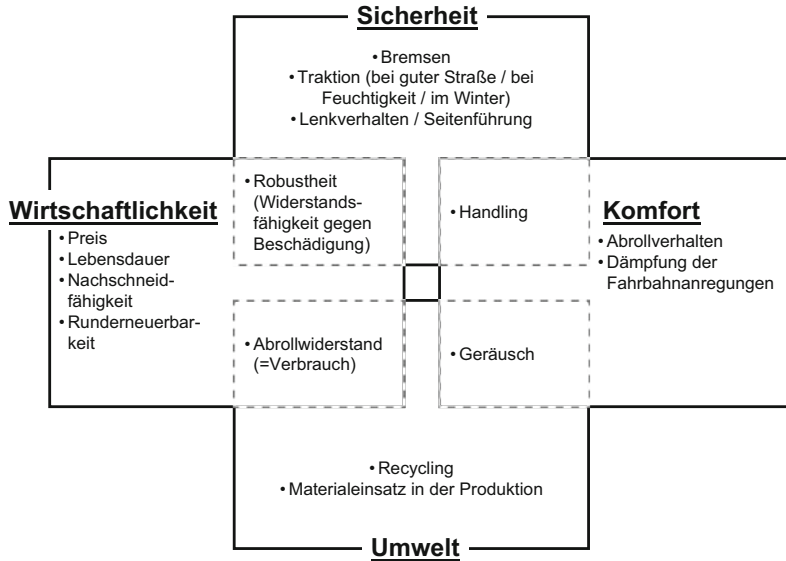 Sicherheit
•Bremsen
•Traktion (bei guter Straße / bei
Feuchtigkeit / im Winter)
•Lenkverhalten / Seitenführung
Wirtschaftlichkeit
•Preis
•Lebensdauer
•Nachschneid-
fähigkeit
•Runderneuerbar-
keit
•Robustheit
(Widerstands-
fähigkeit gegen
Beschädigung)
•Handling
Komfort
•Abrollverhalten
•Dämpfung der
Fahrbahnanregungen
•Abrollwiderstand
(=Verbrauch)
•Geräusch
•Recycling
•Materialeinsatz in der Produktion
Umwelt